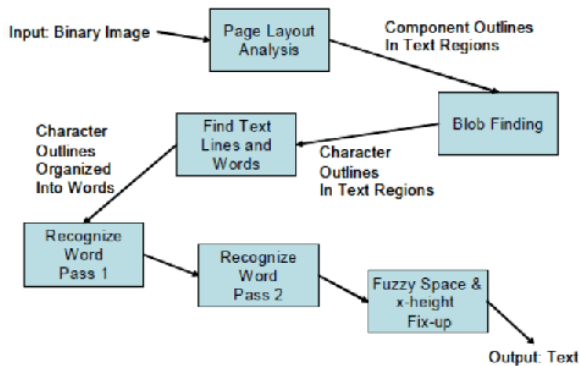 Input: Binary Image
Page Layout
Analysis
Component Outlines
In Text Regions
Blob Finding
Character
Outlines
In Text Regions
Find Text
Lines and
Words
Character
Outlines
Organized
Into Words
Recognize
Word
Pass 1
Recognize
Word
Pass 2
Fuzzy Space &
x-height
Fix-up
Output: Text